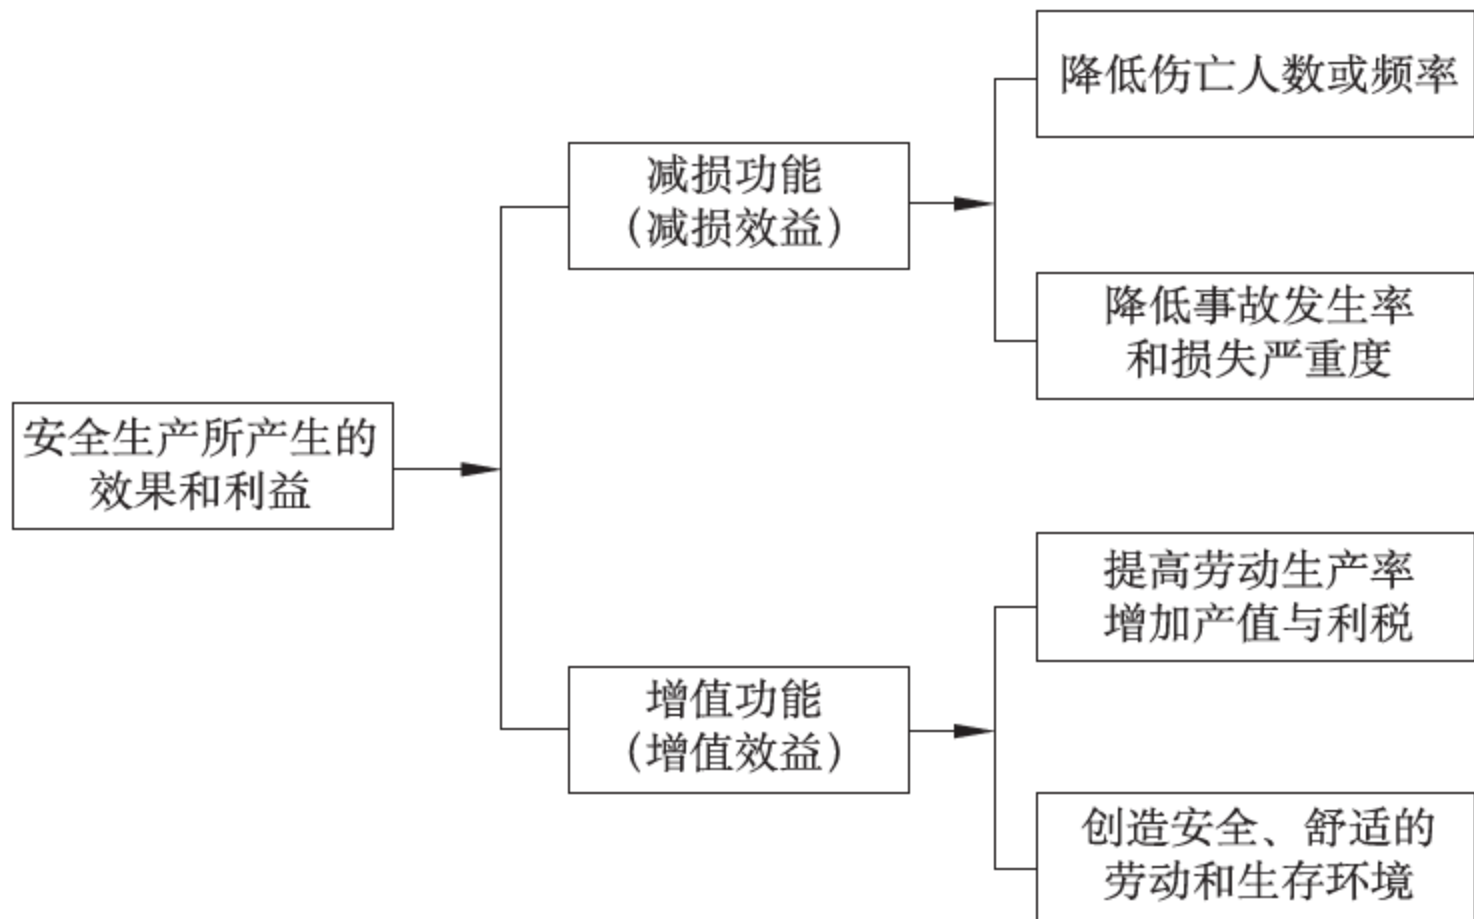 安全生产所产生的
效果和利益
减损功能
（减损效益）
降低伤亡人数或频率
降低事故发生率
和损失严重度
增值功能
（增值效益）
提高劳动生产率
增加产值与利税
创造安全、舒适的
劳动和生存环境